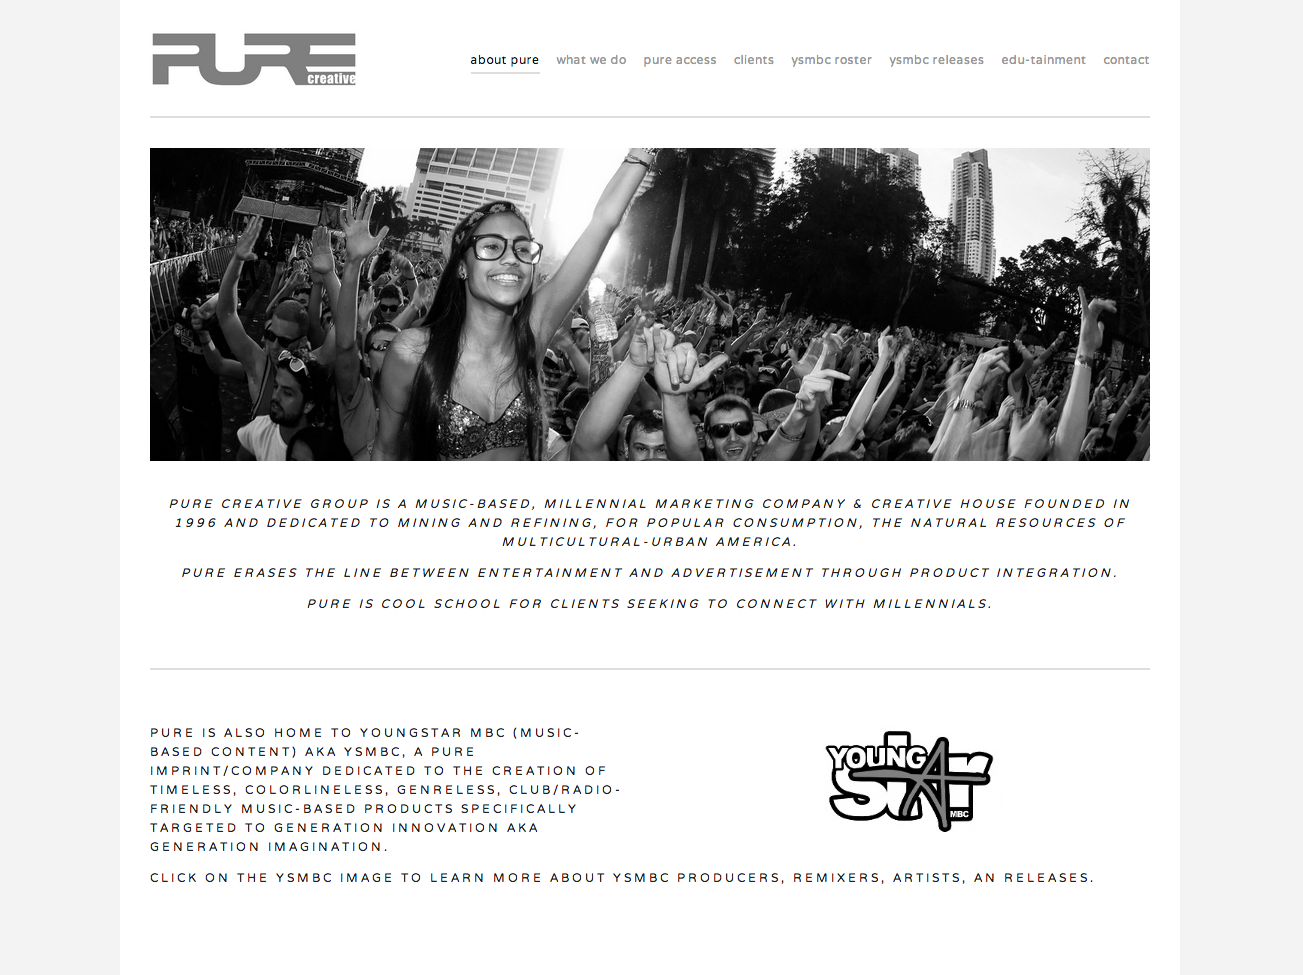 PURE
creative
about pure what we do pure access clients ysmbc roster ysmbc releases edu-tainment contact
PURE CREATIVE GROUP IS A MUSIC-BASED, MILLENNIAL MARKETING COMPANY & CREATIVE HOUSE FOUNDED IN
1996 AND DEDICATED TO MINING AND REFINING, FOR POPULAR CONSUMPTION, THE NATURAL RESOURCES OF
MULTICULTURAL-URBAN AMERICA.
PURE ERASES THE LINE BETWEEN ENTERTAINMENT AND ADVERTISEMENT THROUGH PRODUCT INTEGRATION.
PURE IS COOL SCHOOL FOR CLIENTS SEEKING TO CONNECT WITH MILLENNIALS.
PURE IS ALSO HOME TO YOUNGSTAR MBC (MUSIC-
BASED CONTENT) AKA YSMBC, A PURE
IMPRINT/COMPANY DEDICATED TO THE CREATION OF
TIMELESS, COLORLINELESS, GENRELESS, CLUB/RADIO-
FRIENDLY MUSIC-BASED PRODUCTS SPECIFICALLY
TARGETED TO GENERATION INNOVATION AKA
GENERATION IMAGINATION.
YOUNG
STAR
MBC
CLICK ON THE YSMBC IMAGE TO LEARN MORE ABOUT YSMBC PRODUCERS, REMIXERS, ARTISTS, AN RELEASES.